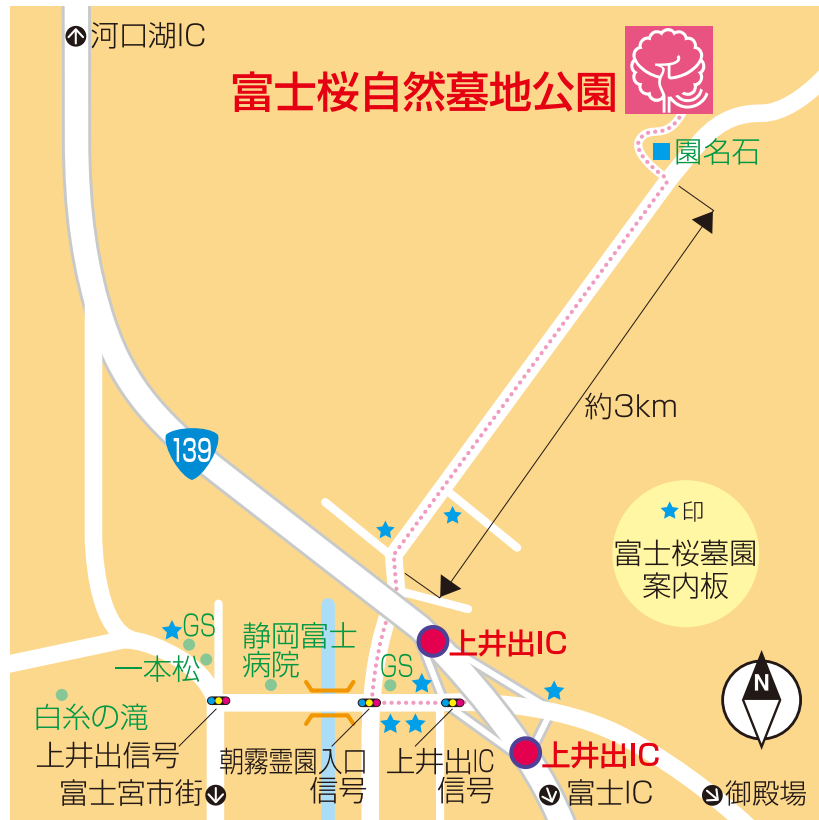 河口湖IC
富士桜自然墓地公園
園名石
約3km
139
印
富士桜墓園
案内板
GS
一本松
静岡富士
病院
GS
上井出IC
白糸の滝
上井出信号
朝霧霊園入口
信号
上井出IC
信号
上井出IC
N
富士宮市街
富士IC
御殿場